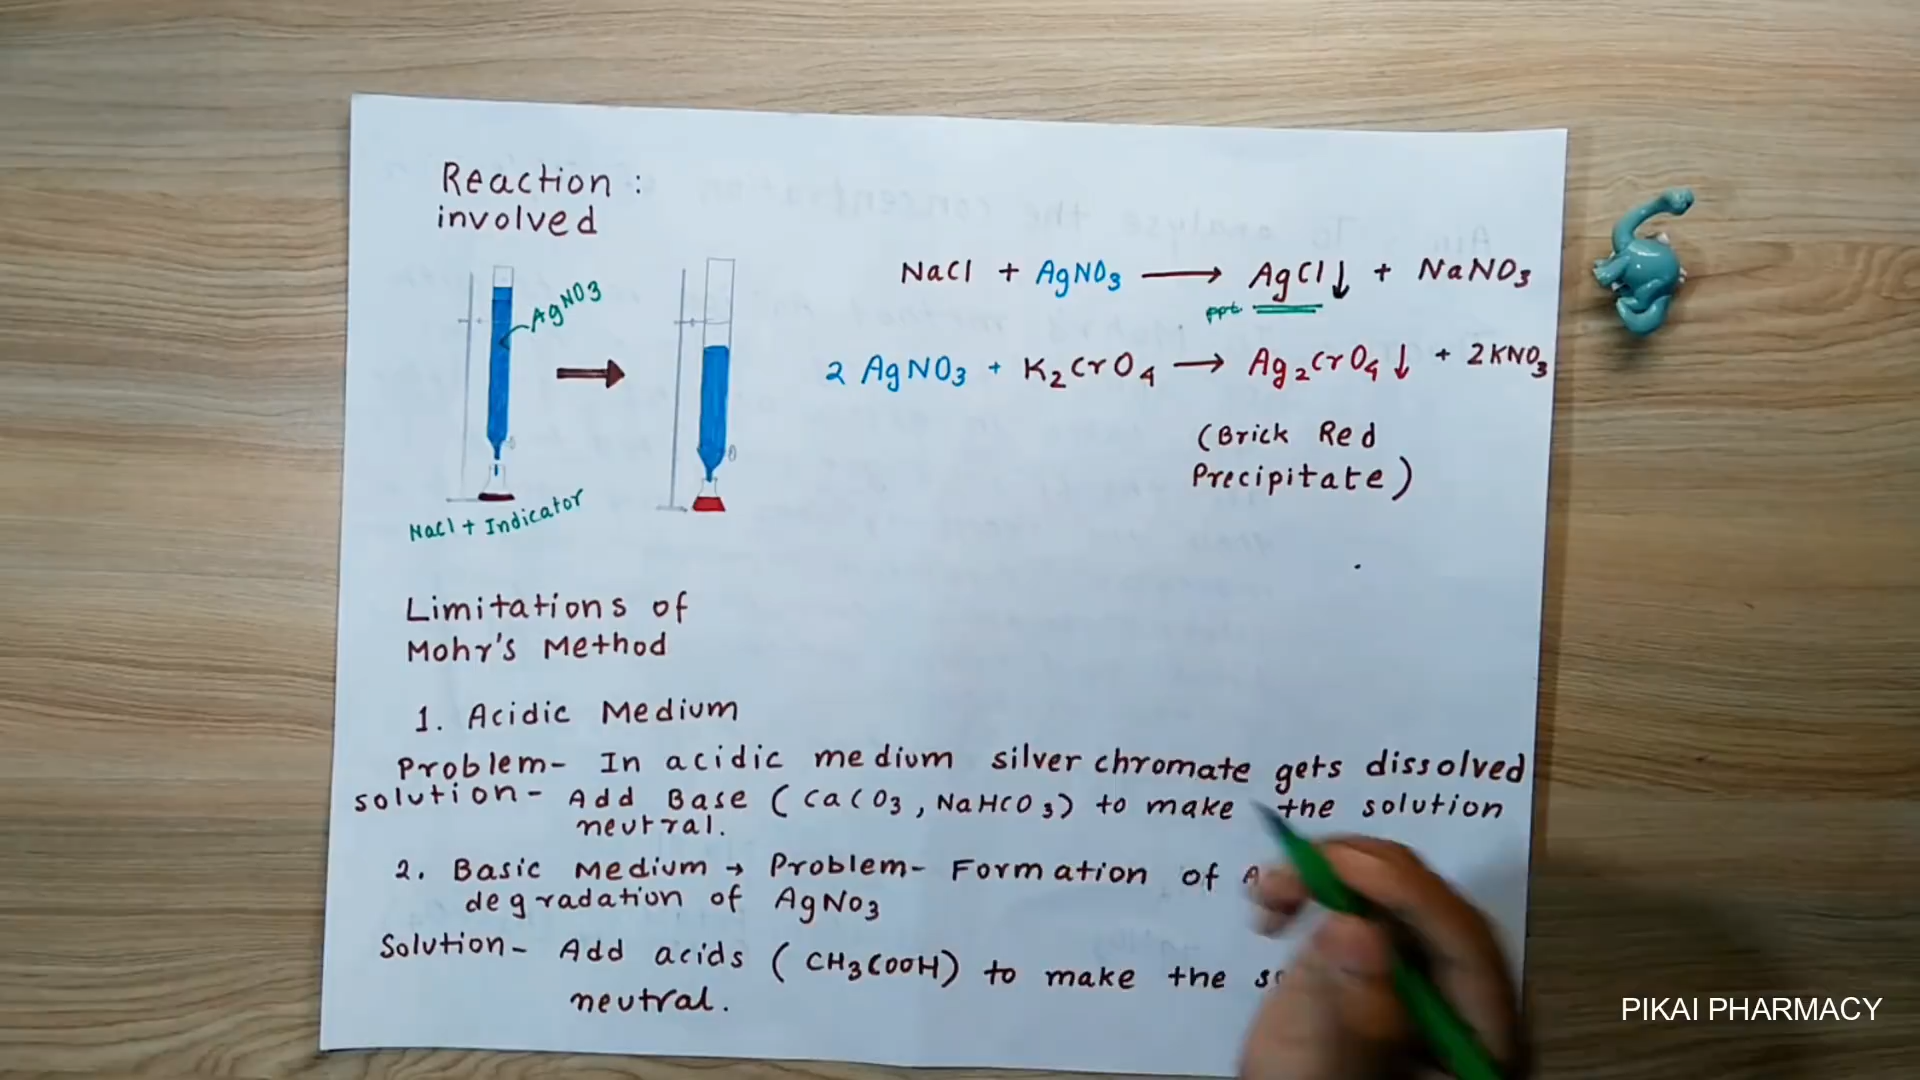 Reaction :
involved
NaCl + AgNO3 ⟶ AgCl↓ + NaNO3
ppt.
AgNO3
2 AgNO3 + K2CrO4 ⟶ Ag2CrO4↓ + 2KNO3
(Brick Red
Precipitate)
NaCl + Indicator
Limitations of
Mohr's Method
1. Acidic Medium
Problem- In acidic medium silver chromate gets dissolved
Solution- Add Base (CaCO3, NaHCO3) to make the solution
neutral.
2. Basic Medium → Problem- Formation of
degradation of AgNO3
Solution- Add acids (CH3COOH) to make the
neutral.
PIKAI PHARMACY